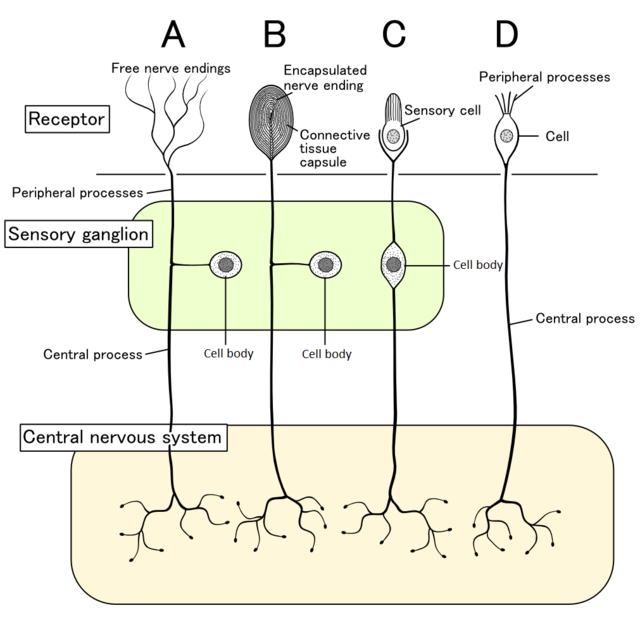 A
B
C
D
Free nerve endings
Encapsulated
nerve ending
Connective
tissue
capsule
Sensory cell
Peripheral processes
Cell
Receptor
Peripheral processes
Sensory ganglion
Cell body
Cell body
Cell body
Central process
Central process
Central nervous system